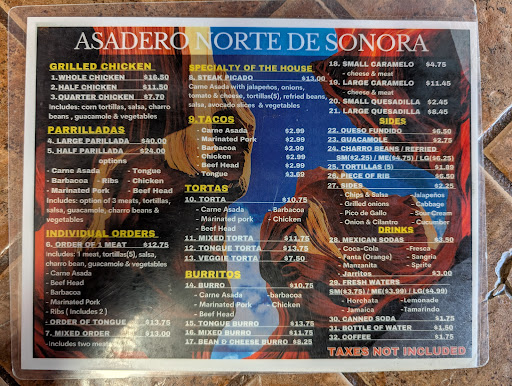 ASADERO NORTE DE SONORA
GRILLED CHICKEN
1. WHOLE CHICKEN $16.50
2. HALF CHICKEN $11.50
3. QUARTER CHICKEN $7.70
includes: corn tortillas, salsa, charro
beans, guacamole & vegetables
PARRILLADAS
4. LARGE PARILLADA $40.00
5. HALF PARILLADA $24.00
options
- Carne Asada - Tongue
- Barbacoa - Ribs - Chicken
- Marinated Pork - Beef Head
Includes: option of 3 meats, tortillas,
salsa, guacamole, charro beans &
vegetables
INDIVIDUAL ORDERS
6. ORDER OF 1 MEAT $12.75
includes: 1 meat, tortillas(5), salsa,
charro bean, guacamole & vegetables
- Carne Asada
- Beef Head
- Barbacoa
- Marinated Pork
- Ribs ( Includes 2 )
- ORDER OF TONGUE $13.75
7. MIXED ORDER $13.00
includes two meats
SPECIALTY OF THE HOUSE
8. STEAK PICADO $13.00
Carne Asada with jalapeños, onions,
tomato & cheese, tortillas(5), refried beans,
salsa, avocado slices & vegetables
9.TACOS
- Carne Asada $2.99
- Marinated Pork $2.99
- Barbacoa $2.99
- Chicken $2.99
- Beef Head $2.99
- Tongue $3.69
TORTAS
10. TORTA $10.75
- Carne Asada - Barbacoa
- Marinated pork - Chicken
- Beef Head
11. MIXED TORTA $11.75
12. TONGUE TORTA $13.75
13. VEGGIE TORTA $7.50
BURRITOS
14. BURRO $10.75
- Carne Asada -barbacoa
- Marinated Pork - Chicken
- Beef Head
15. TONGUE BURRO $13.75
16. MIXED BURRO $11.75
17. BEAN & CHEESE BURRO $8.25
18. SMALL CARAMELO $4.75
- cheese & meat
19. LARGE CARAMELO $11.45
- cheese & meat
20. SMALL QUESADILLA $2.45
21. LARGE QUESADILLA $8.45
SIDES
22. QUESO FUNDIDO $6.50
23. GUACAMOLE $2.75
24. CHARRO BEANS / REFRIED
SM($2.25) / ME($4.75) / LG($6.25)
25. TORTILLAS (5) $1.89
26. PIECE OF RIB $6.50
27. SIDES $2.25
- Chips & Salsa -Jalapeños
- Grilled onions - Cabbage
- Pico de Gallo - Sour Cream
- Onion & Cilantro - Cucumber
DRINKS
28. MEXICAN SODAS $3.50
- Coca-Cola -Fresca
- Fanta (Orange) - Sangria
- Manzanita - Sprite
- Jarritos $3.00
29. FRESH WATERS
SM($3.75) / ME($3.99) / LG($4.99)
- Horchata - Lemonade
- Jamaica - Tamarindo
30. CANNED SODA $1.75
31. BOTTLE OF WATER $1.50
32. COFFEE $1.75
TAXES NOT INCLUDED